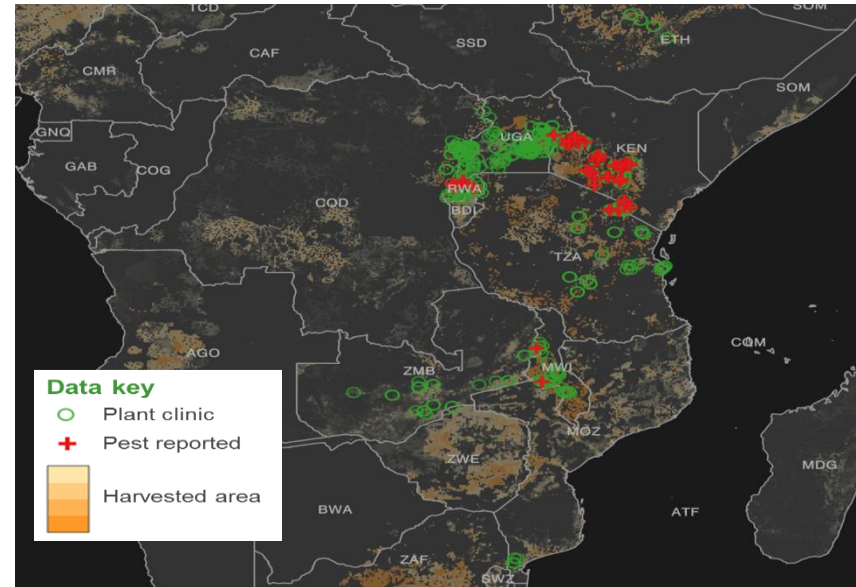 TCD
SOM
CAF
SSD
ETH
CMR
SOM
GNQ
UGA
KEN
GAB
COG
RWA
COD
BDI
TZA
COM
AGO
ZMB
MWI
MOZ
ZWE
MDG
BWA
ATF
ZAF
SWZ
Data key
Plant clinic
Pest reported
Harvested area